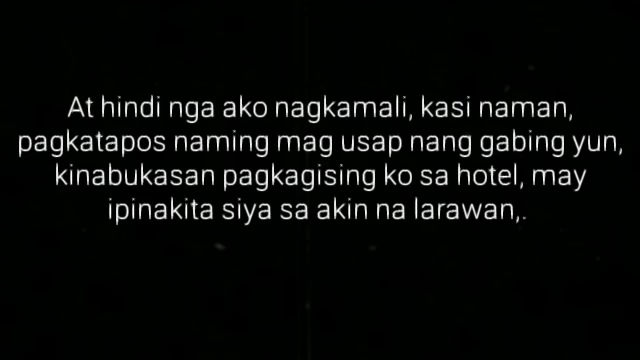 At hindi nga ako nagkamali, kasi naman,
pagkatapos naming mag usap nang gabing yun,
kinabukasan pagkagising ko sa hotel, may
ipinakita siya sa akin na larawan,.